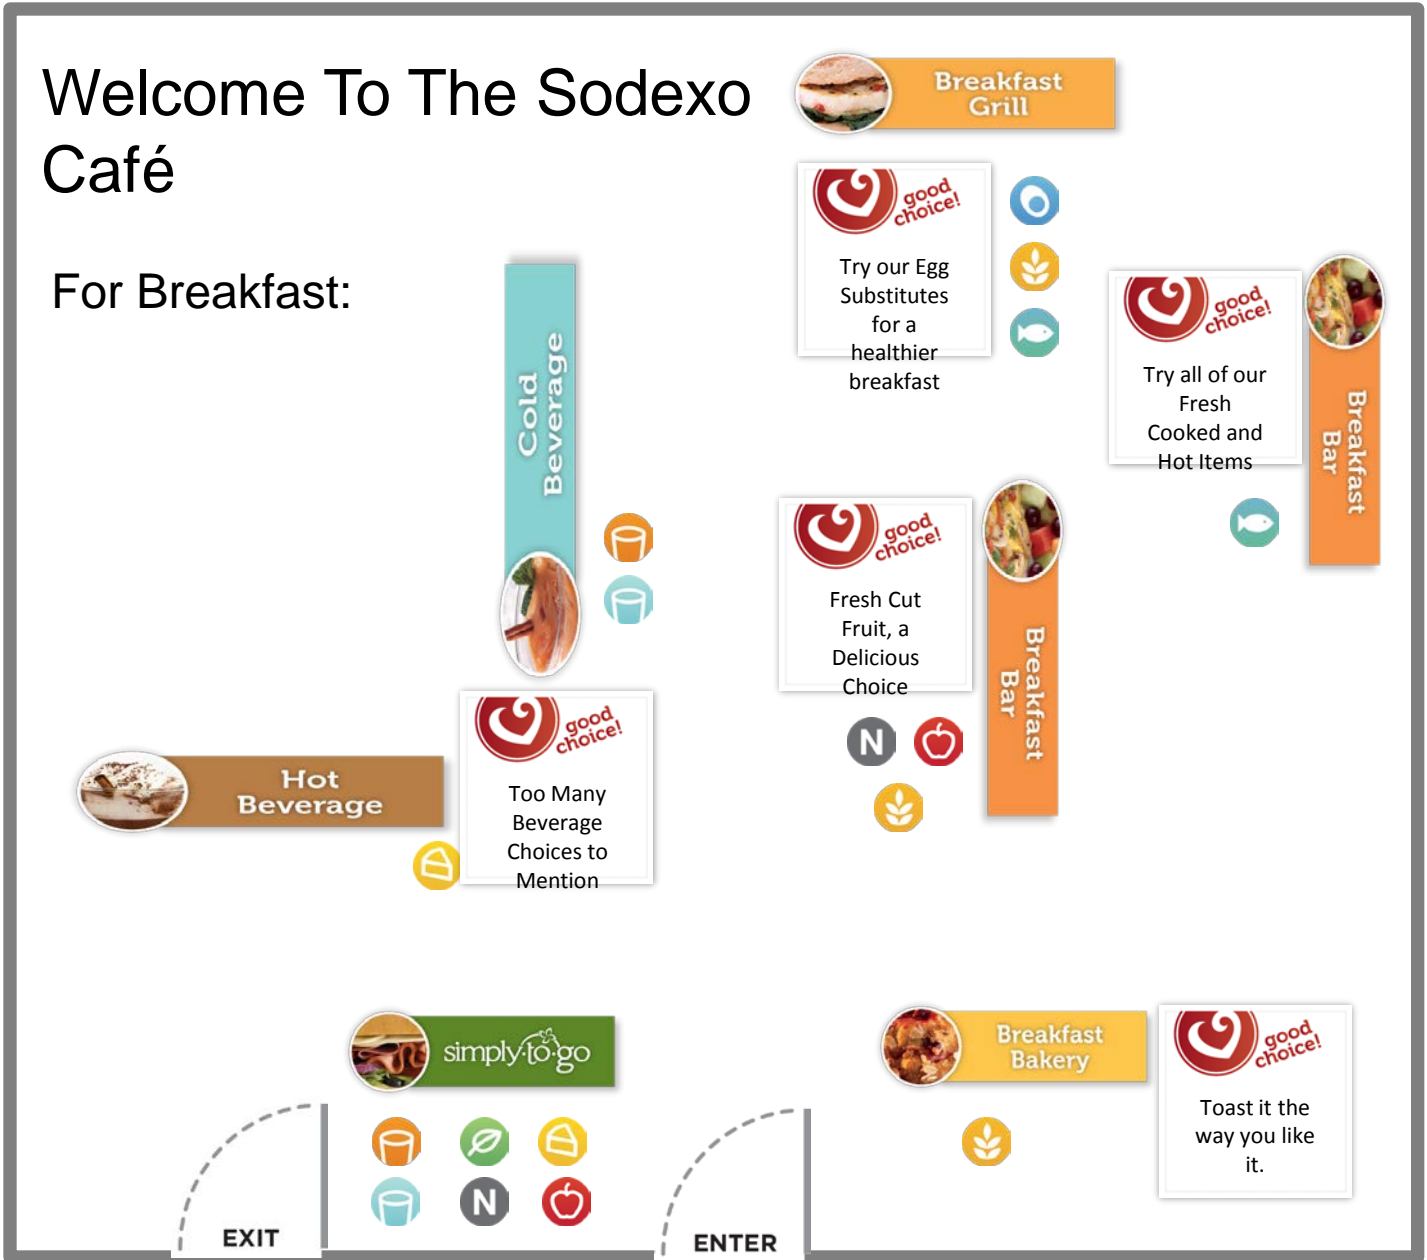 Welcome To The Sodexo
Café
For Breakfast:
Breakfast
Grill
good
choice!
Try our Egg
Substitutes
for a
healthier
breakfast
Cold
Beverage
good
choice!
Try all of our
Fresh
Cooked and
Hot Items
Breakfast
Bar
good
choice!
Fresh Cut
Fruit, a
Delicious
Choice
Breakfast
Bar
N
Hot
Beverage
good
choice!
Too Many
Beverage
Choices to
Mention
simply·to·go
N
Breakfast
Bakery
good
choice!
Toast it the
way you like
it.
EXIT
ENTER